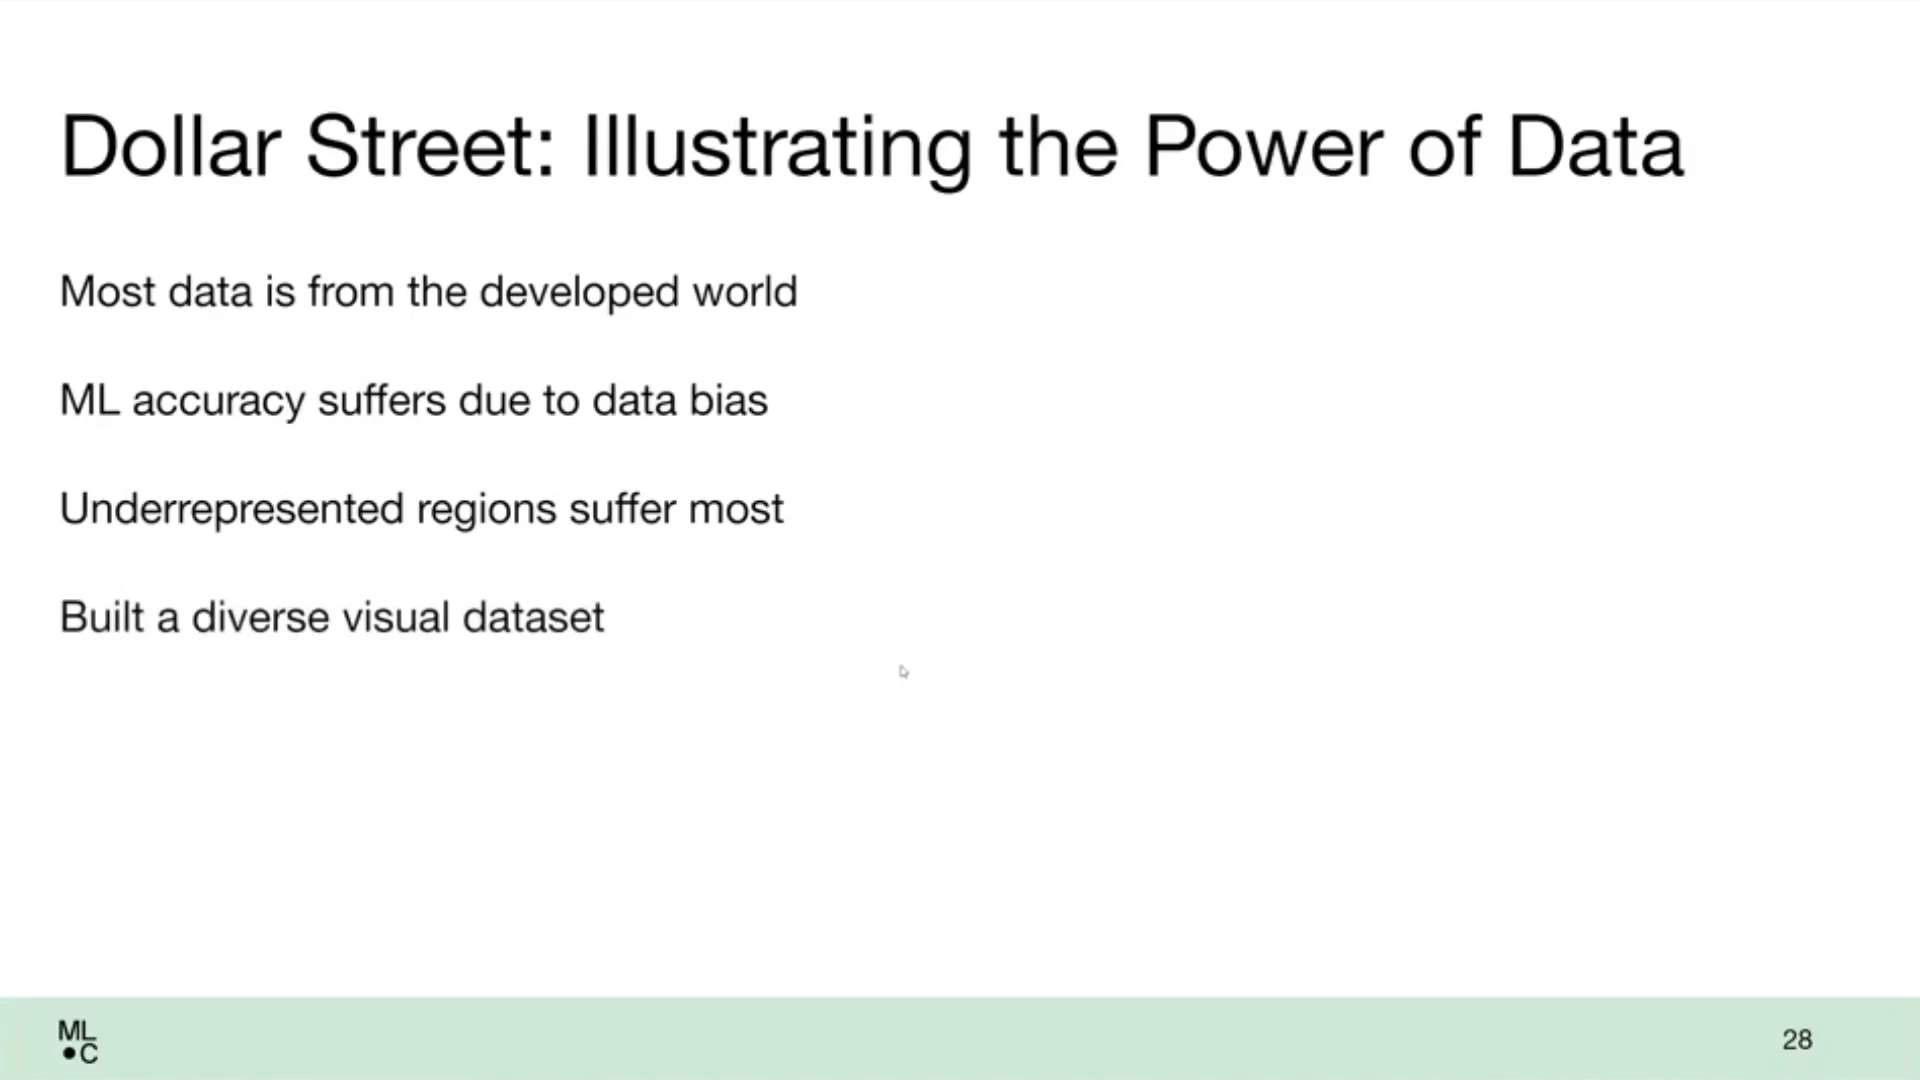 Dollar Street: Illustrating the Power of Data
Most data is from the developed world
ML accuracy suffers due to data bias
Underrepresented regions suffer most
Built a diverse visual dataset
ML
•C
28